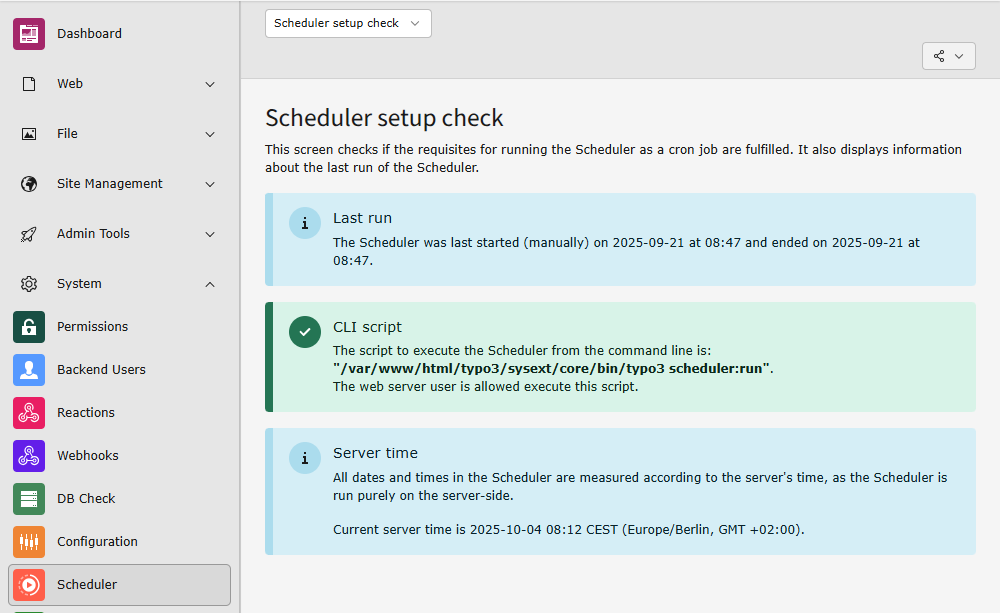 Dashboard
Web
File
Site Management
Admin Tools
System
Permissions
Backend Users
Reactions
Webhooks
DB Check
Configuration
Scheduler
Scheduler setup check
Scheduler setup check
This screen checks if the requisites for running the Scheduler as a cron job are fulfilled. It also displays information
about the last run of the Scheduler.
Last run
The Scheduler was last started (manually) on 2025-09-21 at 08:47 and ended on 2025-09-21 at
08:47.
CLI script
The script to execute the Scheduler from the command line is:
"/var/www/html/typo3/sysext/core/bin/typo3 scheduler:run".
The web server user is allowed execute this script.
Server time
All dates and times in the Scheduler are measured according to the server's time, as the Scheduler is
run purely on the server-side.
Current server time is 2025-10-04 08:12 CEST (Europe/Berlin, GMT +02:00).